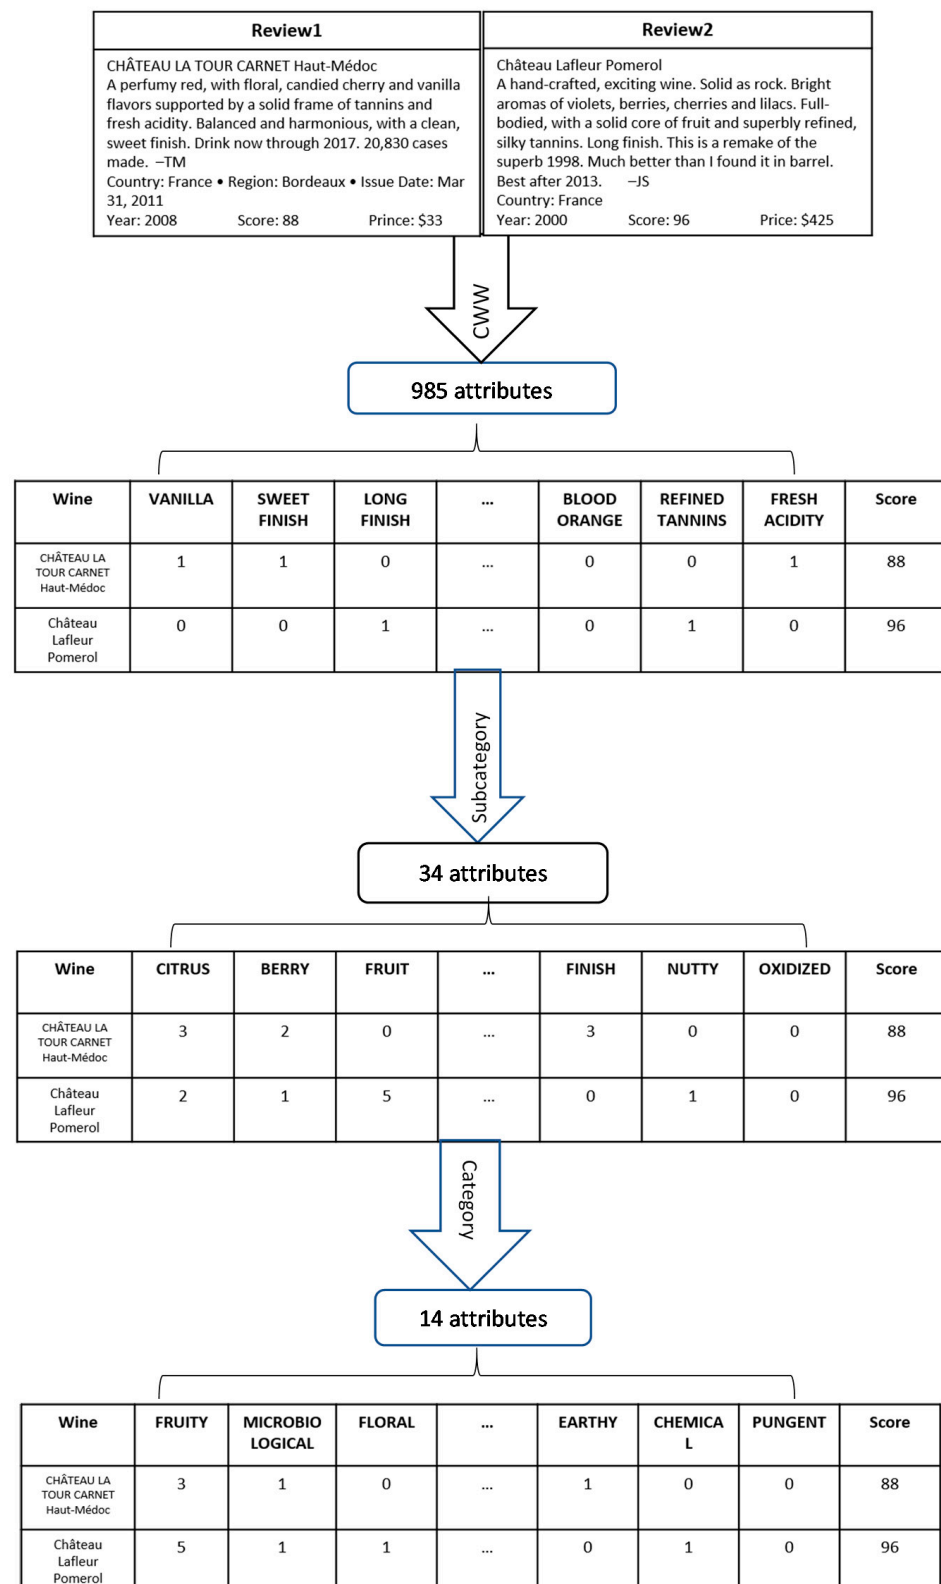 Review1
CHÂTEAU LA TOUR CARNET Haut-Médoc
A perfumy red, with floral, candied cherry and vanilla
flavors supported by a solid frame of tannins and
fresh acidity. Balanced and harmonious, with a clean,
sweet finish. Drink now through 2017. 20,830 cases
made. –TM
Country: France • Region: Bordeaux • Issue Date: Mar
31, 2011
Year: 2008 Score: 88 Prince: $33
Review2
Château Lafleur Pomerol
A hand-crafted, exciting wine. Solid as rock. Bright
aromas of violets, berries, cherries and lilacs. Full-
bodied, with a solid core of fruit and superbly refined,
silky tannins. Long finish. This is a remake of the
superb 1998. Much better than I found it in barrel.
Best after 2013. –JS
Country: France
Year: 2000 Score: 96 Price: $425
CWW
985 attributes
Wine VANILLA SWEET FINISH LONG FINISH ... BLOOD ORANGE REFINED TANNINS FRESH ACIDITY Score
CHÂTEAU LA TOUR CARNET Haut-Médoc 1 1 0 ... 0 0 1 88
Château Lafleur Pomerol 0 0 1 ... 0 1 0 96
Subcategory
34 attributes
Wine CITRUS BERRY FRUIT ... FINISH NUTTY OXIDIZED Score
CHÂTEAU LA TOUR CARNET Haut-Médoc 3 2 0 ... 3 0 0 88
Château Lafleur Pomerol 2 1 5 ... 0 1 0 96
Category
14 attributes
Wine FRUITY MICROBIO LOGICAL FLORAL ... EARTHY CHEMICA L PUNGENT Score
CHÂTEAU LA TOUR CARNET Haut-Médoc 3 1 0 ... 1 0 0 88
Château Lafleur Pomerol 5 1 1 ... 0 1 0 96